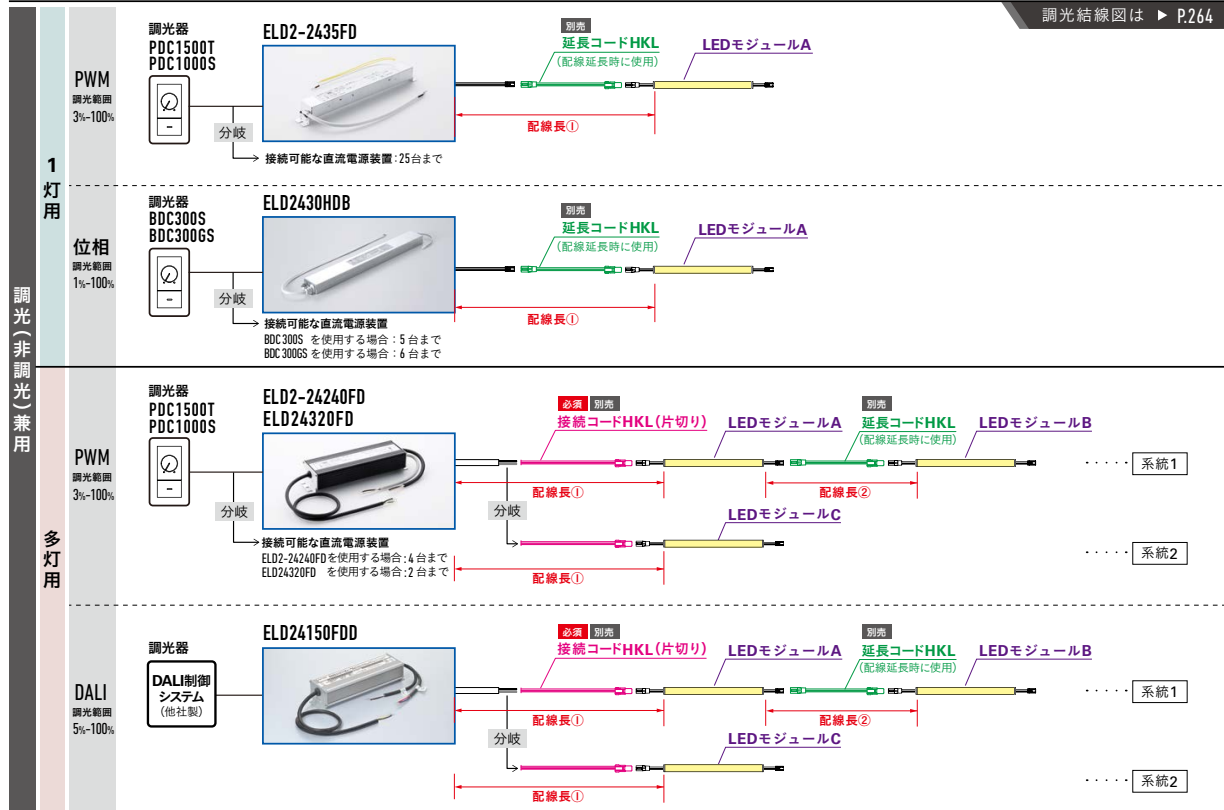 調光結線図は ▶ P.264
調光(非調光)兼用
1灯用
PWM
調光範囲
3%-100%
調光器
PDC1500T
PDC1000S
分岐
ELD2-2435FD
接続可能な直流電源装置:25台まで
別売
延長コードHKL
(配線延長時に使用)
LEDモジュールA
配線長①
位相
調光範囲
1%-100%
調光器
BDC300S
BDC300GS
分岐
ELD2430HDB
接続可能な直流電源装置
BDC300S を使用する場合:5台まで
BDC300GSを使用する場合:6台まで
別売
延長コードHKL
(配線延長時に使用)
LEDモジュールA
配線長①
多灯用
PWM
調光範囲
3%-100%
調光器
PDC1500T
PDC1000S
分岐
ELD2-24240FD
ELD24320FD
接続可能な直流電源装置
ELD2-24240FDを使用する場合:4台まで
ELD24320FD を使用する場合:2台まで
必須 別売
接続コードHKL(片切り)
LEDモジュールA
別売
延長コードHKL
(配線延長時に使用)
LEDモジュールB
・・・・・ 系統1
配線長①
配線長②
分岐
LEDモジュールC
・・・・・ 系統2
配線長①
DALI
調光範囲
5%-100%
調光器
DALI制御
システム
(他社製)
ELD24150FDD
必須 別売
接続コードHKL(片切り)
LEDモジュールA
別売
延長コードHKL
(配線延長時に使用)
LEDモジュールB
・・・・・ 系統1
配線長①
配線長②
分岐
LEDモジュールC
・・・・・ 系統2
配線長①